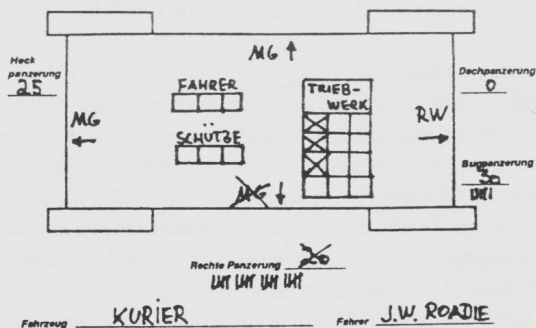 MG
Heck
panzerung
25
FAHRER
TRIEB-
WERK
Dachpanzerung
0
MG
SCHÜTZE
RW
Bugpanzerung
30
MG
Rechte Panzerung 20
Fahrzeug KURIER
Fahrer J.W. ROADIE